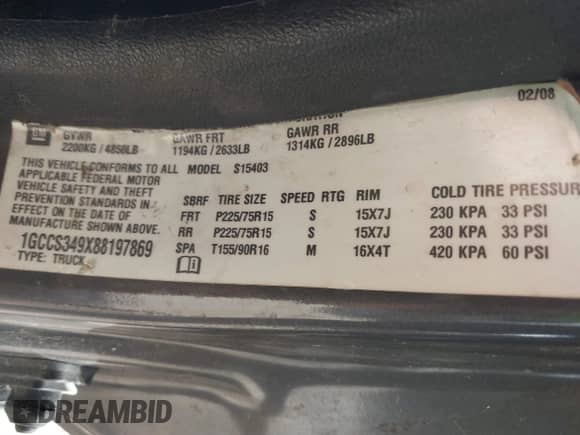 02/08
GM
GVWR GAWR FRT GAWR RR
2200KG / 4850LB 1194KG / 2633LB 1314KG / 2896LB
THIS VEHICLE CONFORMS TO ALL MODEL S15403
APPLICABLE FEDERAL MOTOR
VEHICLE SAFETY AND THEFT
PREVENTION STANDARDS IN
EFFECT ON THE DATE OF
MANUFACTURE SHOWN ABOVE.
1GCCS349X88197869
TYPE: TRUCK
SBRF TIRE SIZE SPEED RTG RIM COLD TIRE PRESSUR
FRT P225/75R15 S 15X7J 230 KPA 33 PSI
RR P225/75R15 S 15X7J 230 KPA 33 PSI
SPA T155/90R16 M 16X4T 420 KPA 60 PSI
DREAMBID